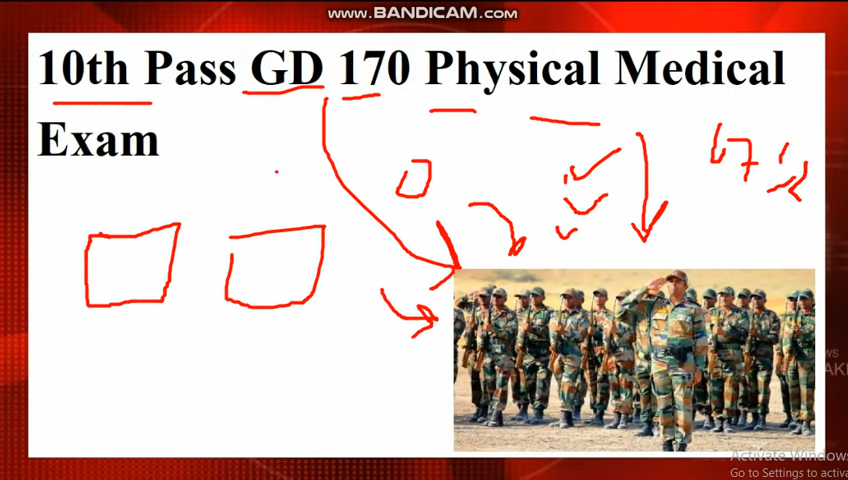 www.BANDICAM.com
10th Pass GD 170 Physical Medical
Exam
Activate Windows
Go to Settings to activa